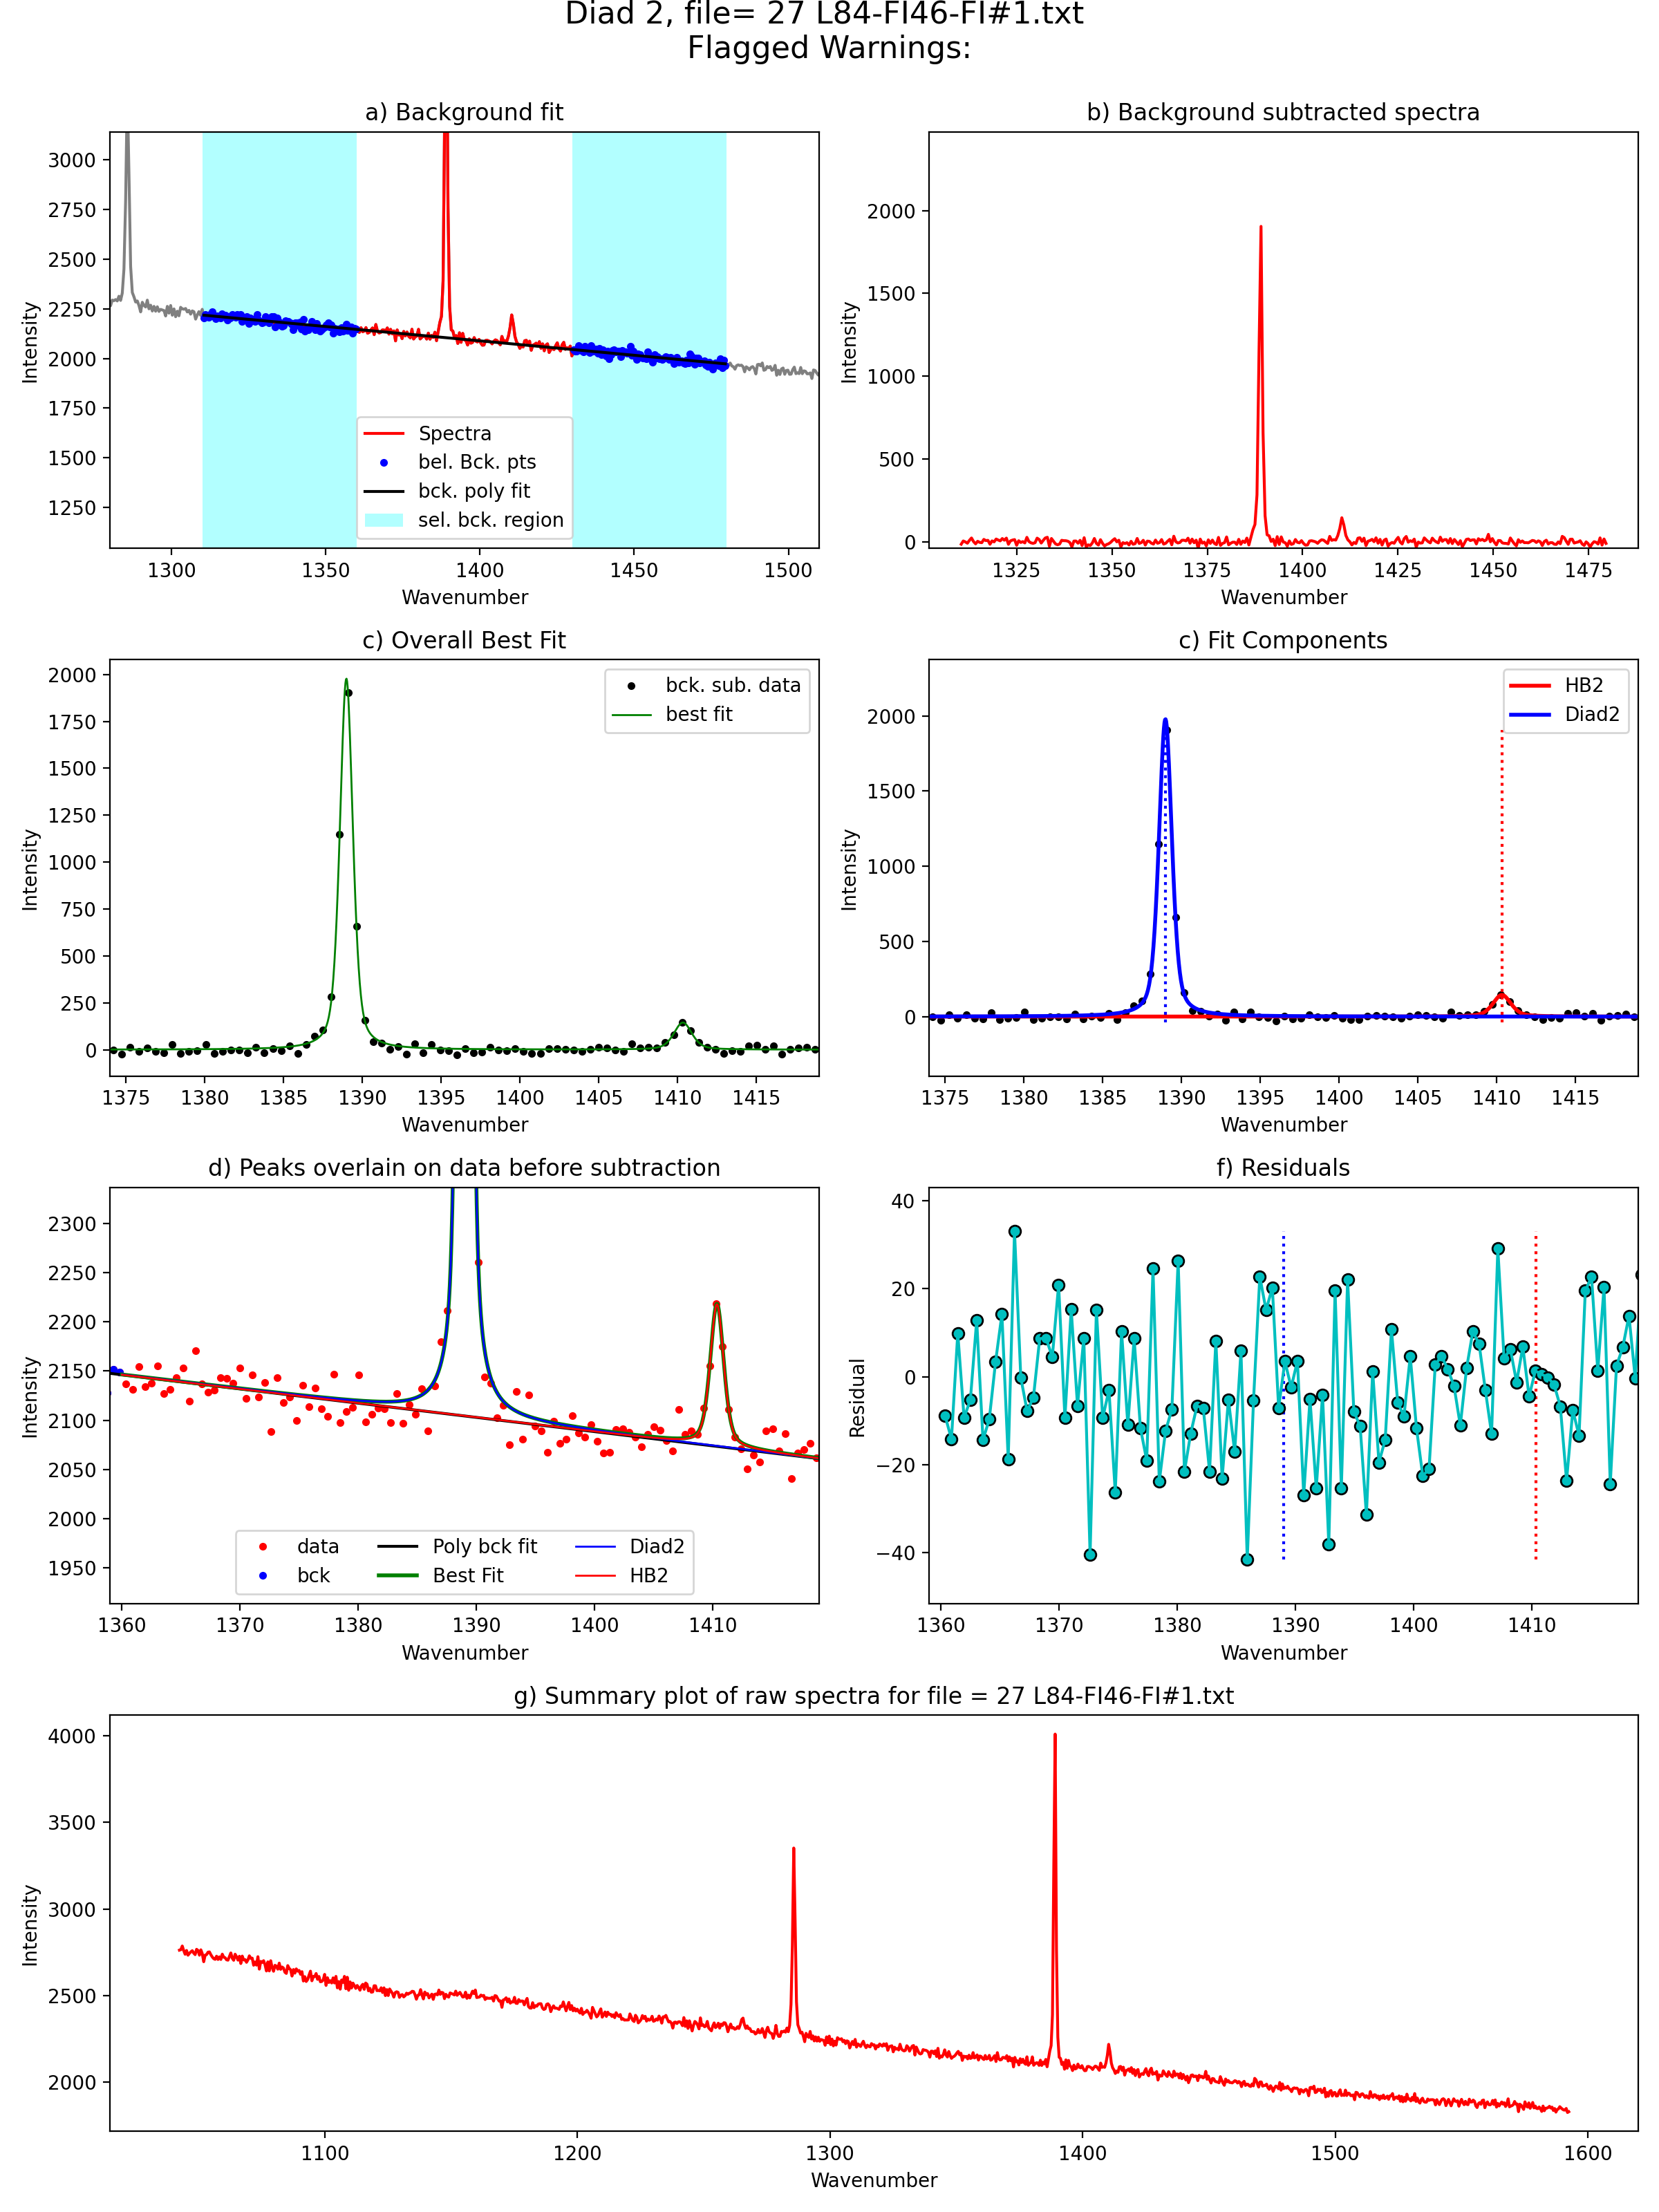 Diad 2, file= 27 L84-FI46-FI#1.txt
Flagged Warnings:
a) Background fit
3000
2750
2500
2250
2000
1750
1500
1250
Intensity
Spectra
bel. Bck. pts
bck. poly fit
sel. bck. region
1300 1350 1400 1450 1500
Wavenumber
b) Background subtracted spectra
2000
1500
1000
500
0
Intensity
1325 1350 1375 1400 1425 1450 1475
Wavenumber
c) Overall Best Fit
2000
1750
1500
1250
1000
750
500
250
0
Intensity
bck. sub. data
best fit
1375 1380 1385 1390 1395 1400 1405 1410 1415
Wavenumber
c) Fit Components
2000
1500
1000
500
0
Intensity
HB2
Diad2
1375 1380 1385 1390 1395 1400 1405 1410 1415
Wavenumber
d) Peaks overlain on data before subtraction
2300
2250
2200
2150
2100
2050
2000
1950
Intensity
data
bck
Poly bck fit
Best Fit
Diad2
HB2
1360 1370 1380 1390 1400 1410
Wavenumber
f) Residuals
40
20
0
−20
−40
Residual
1360 1370 1380 1390 1400 1410
Wavenumber
g) Summary plot of raw spectra for file = 27 L84-FI46-FI#1.txt
4000
3500
3000
2500
2000
Intensity
1100 1200 1300 1400 1500 1600
Wavenumber